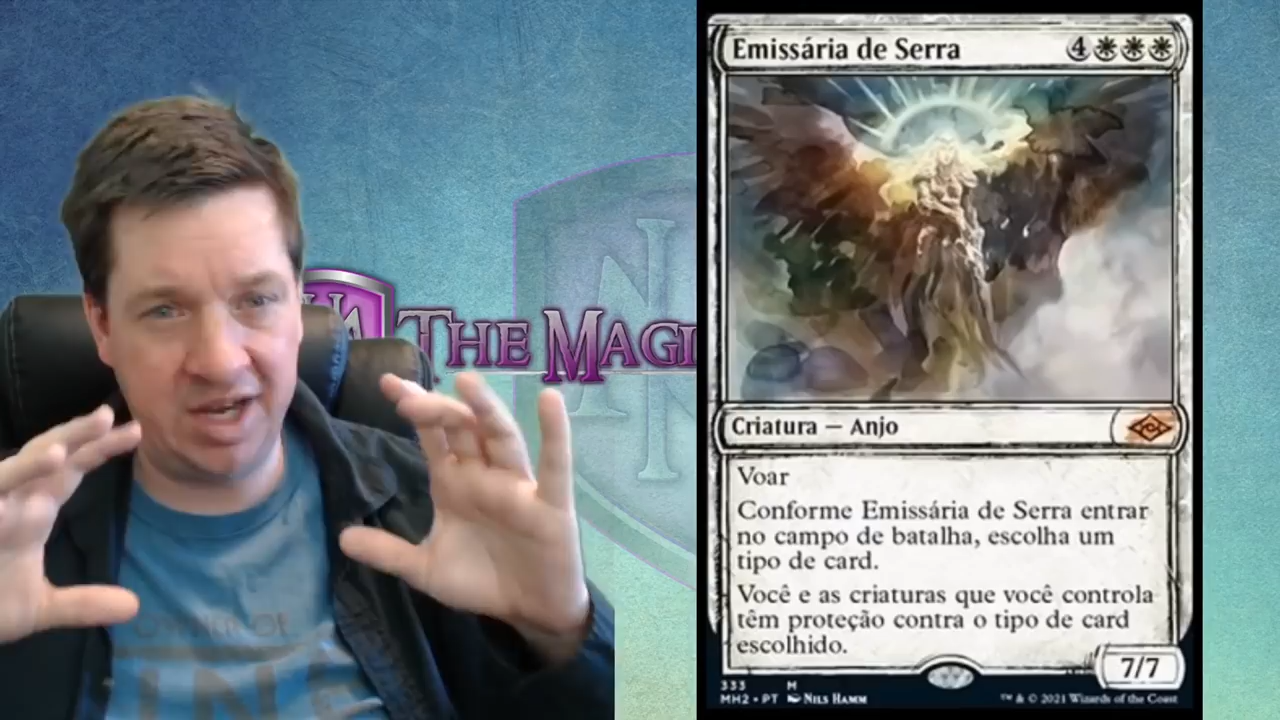 THE MAGI
Emissária de Serra 4
Criatura — Anjo
Voar
Conforme Emissária de Serra entrar
no campo de batalha, escolha um
tipo de card.
Você e as criaturas que você controla
têm proteção contra o tipo de card
escolhido.
7/7
333 M
MH2 • PT NILS HAMM
™ & © 2021 Wizards of the Coast